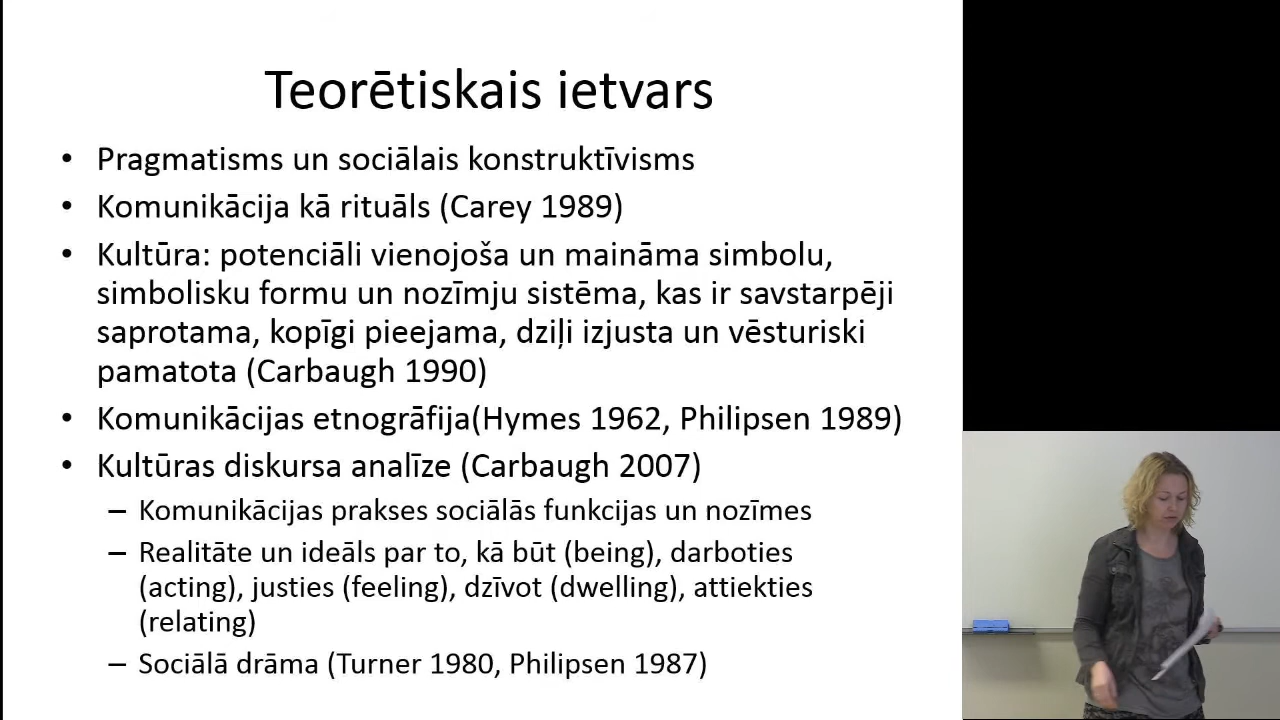 Teorētiskais ietvars
• Pragmatisms un sociālais konstruktīvisms
• Komunikācija kā rituāls (Carey 1989)
• Kultūra: potenciāli vienojoša un maināma simbolu,
simbolisku formu un nozīmju sistēma, kas ir savstarpēji
saprotama, kopīgi pieejama, dziļi izjusta un vēsturiski
pamatota (Carbaugh 1990)
• Komunikācijas etnogrāfija(Hymes 1962, Philipsen 1989)
• Kultūras diskursa analīze (Carbaugh 2007)
– Komunikācijas prakses sociālās funkcijas un nozīmes
– Realitāte un ideāls par to, kā būt (being), darboties
(acting), justies (feeling), dzīvot (dwelling), attiekties
(relating)
– Sociālā drāma (Turner 1980, Philipsen 1987)